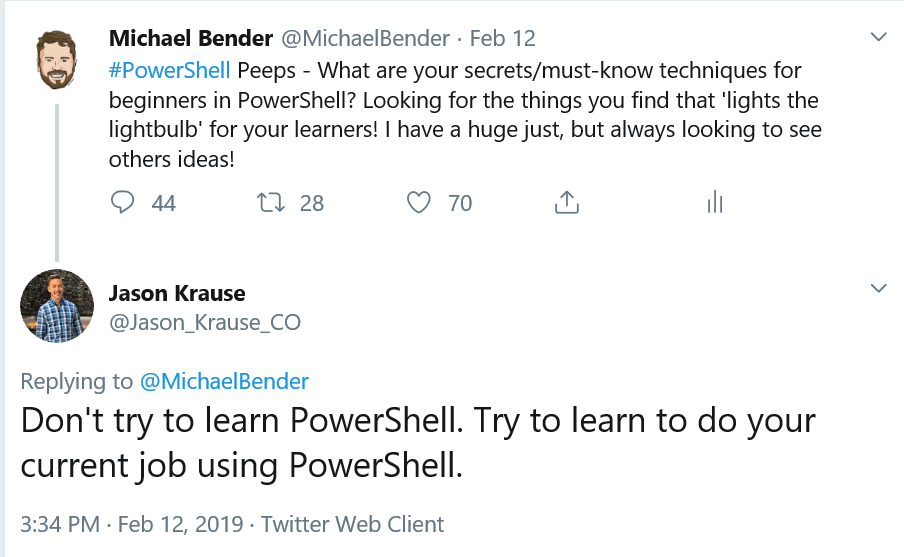 Michael Bender @MichaelBender · Feb 12
#PowerShell Peeps - What are your secrets/must-know techniques for
beginners in PowerShell? Looking for the things you find that 'lights the
lightbulb' for your learners! I have a huge just, but always looking to see
others ideas!
44 28 70
Jason Krause
@Jason_Krause_CO
Replying to @MichaelBender
Don't try to learn PowerShell. Try to learn to do your
current job using PowerShell.
3:34 PM · Feb 12, 2019 · Twitter Web Client